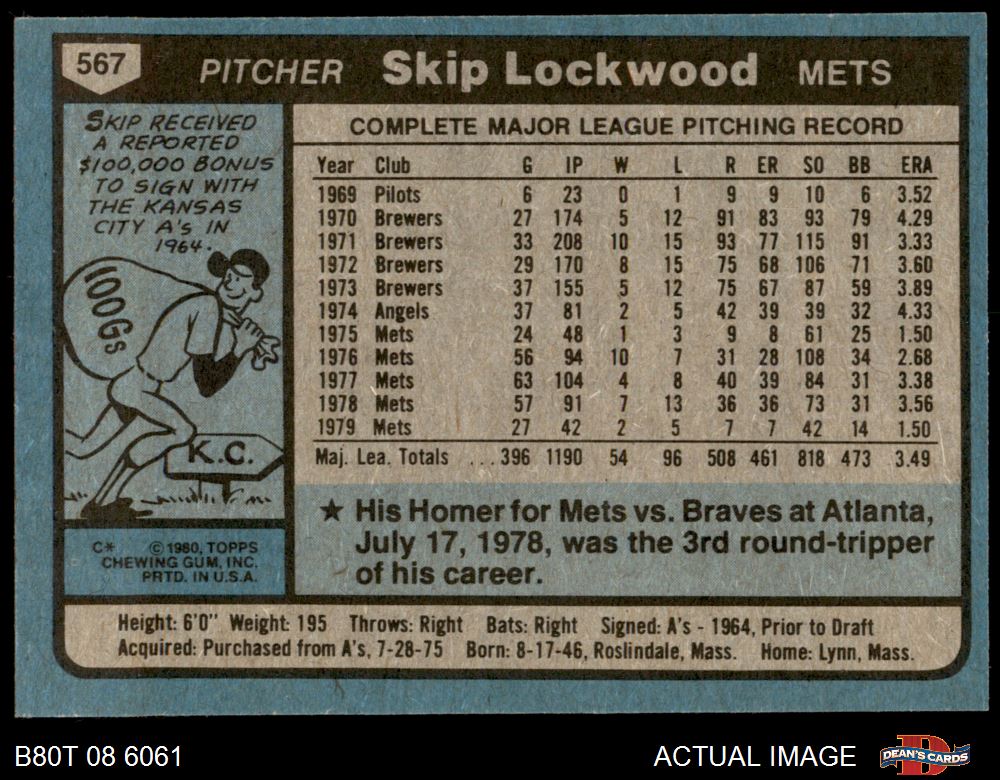 567 PITCHER Skip Lockwood METS
SKIP RECEIVED
A REPORTED
$100,000 BONUS
TO SIGN WITH
THE KANSAS
CITY A's IN
1964.
100Gs
K.C.
C* © 1980, TOPPS
CHEWING GUM, INC.
PRTD. IN U.S.A.
COMPLETE MAJOR LEAGUE PITCHING RECORD
Year Club G IP W L R ER SO BB ERA
1969 Pilots 6 23 0 1 9 9 10 6 3.52
1970 Brewers 27 174 5 12 91 83 93 79 4.29
1971 Brewers 33 208 10 15 93 77 115 91 3.33
1972 Brewers 29 170 8 15 75 68 106 71 3.60
1973 Brewers 37 155 5 12 75 67 87 59 3.89
1974 Angels 37 81 2 5 42 39 39 32 4.33
1975 Mets 24 48 1 3 9 8 61 25 1.50
1976 Mets 56 94 10 7 31 28 108 34 2.68
1977 Mets 63 104 4 8 40 39 84 31 3.38
1978 Mets 57 91 7 13 36 36 73 31 3.56
1979 Mets 27 42 2 5 7 7 42 14 1.50
Maj. Lea. Totals ... 396 1190 54 96 508 461 818 473 3.49
★ His Homer for Mets vs. Braves at Atlanta,
July 17, 1978, was the 3rd round-tripper
of his career.
Height: 6'0" Weight: 195 Throws: Right Bats: Right Signed: A's - 1964, Prior to Draft
Acquired: Purchased from A's, 7-28-75 Born: 8-17-46, Roslindale, Mass. Home: Lynn, Mass.
B80T 08 6061 ACTUAL IMAGE D DEAN'S CARDS